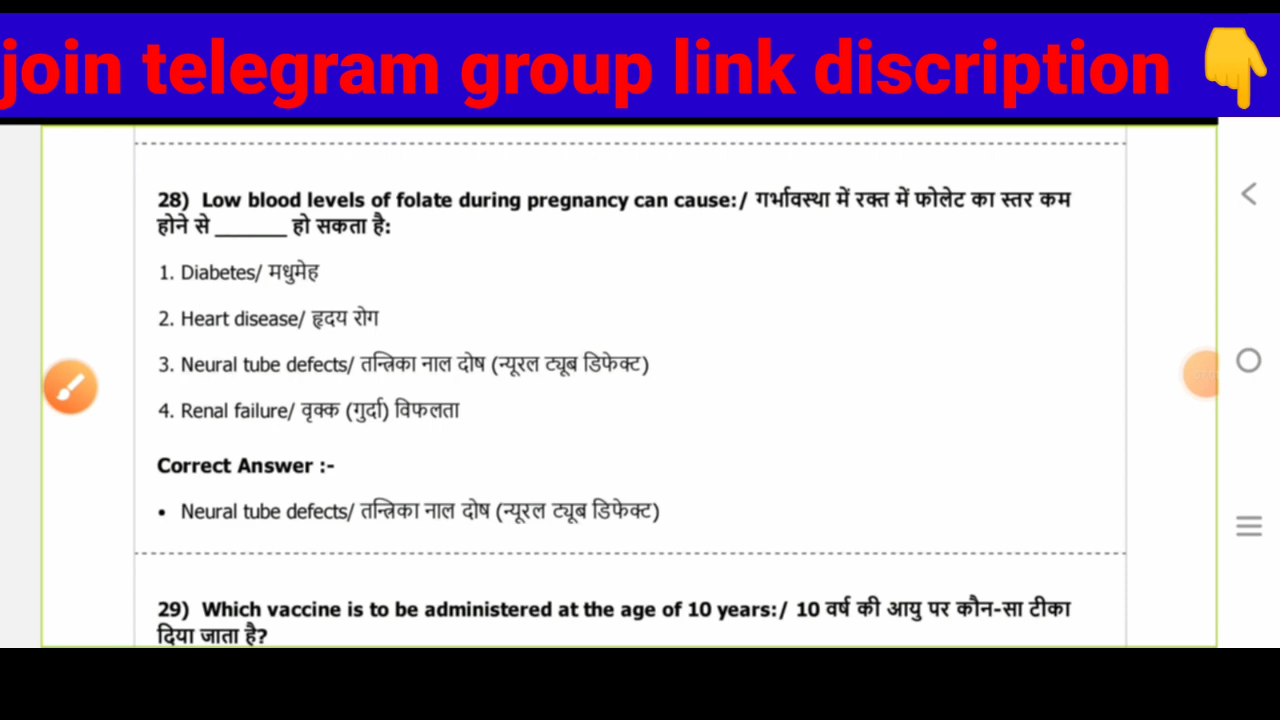 join telegram group link discription 👇
28) Low blood levels of folate during pregnancy can cause:/ गर्भावस्था में रक्त में फोलेट का स्तर कम
होने से _______ हो सकता है:
1. Diabetes/ मधुमेह
2. Heart disease/ हृदय रोग
3. Neural tube defects/ तन्त्रिका नाल दोष (न्यूरल ट्यूब डिफेक्ट)
4. Renal failure/ वृक्क (गुर्दा) विफलता
Correct Answer :-
• Neural tube defects/ तन्त्रिका नाल दोष (न्यूरल ट्यूब डिफेक्ट)
29) Which vaccine is to be administered at the age of 10 years:/ 10 वर्ष की आयु पर कौन-सा टीका
दिया जाता है?